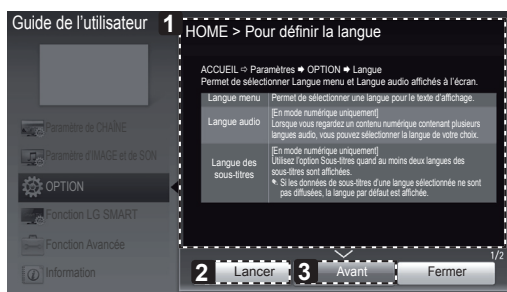 Guide de l'utilisateur
1
HOME > Pour définir la langue
ACCUEIL ⇨ Paramètres ➡ OPTION ➡ Langue
Permet de sélectionner Langue menu et Langue audio affichés à l'écran.
Langue menu Permet de sélectionner une langue pour le texte d'affichage.
Langue audio
[En mode numérique uniquement]
Lorsque vous regardez un contenu numérique contenant plusieurs
langues audio, vous pouvez sélectionner la langue de votre choix.
Langue des
sous-titres
[En mode numérique uniquement]
Utilisez l'option Sous-titres quand au moins deux langues des
sous-titres sont affichées.
Si les données de sous-titres d'une langue sélectionnée ne sont
pas diffusées, la langue par défaut est affichée.
Paramètre de CHAÎNE
Paramètre d'IMAGE et de SON
OPTION
Fonction LG SMART
Fonction Avancée
Information
1/2
2 Lancer
3 Avant
Fermer